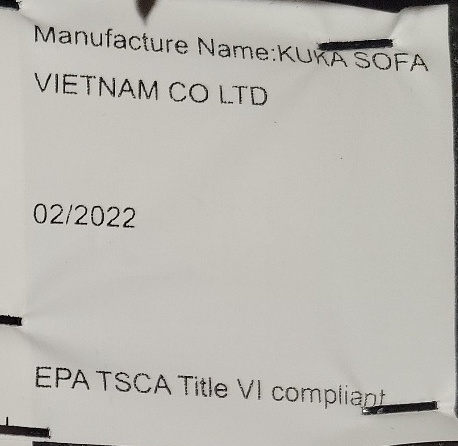 Manufacture Name:KUKA SOFA
VIETNAM CO LTD
02/2022
EPA TSCA Title VI compliant